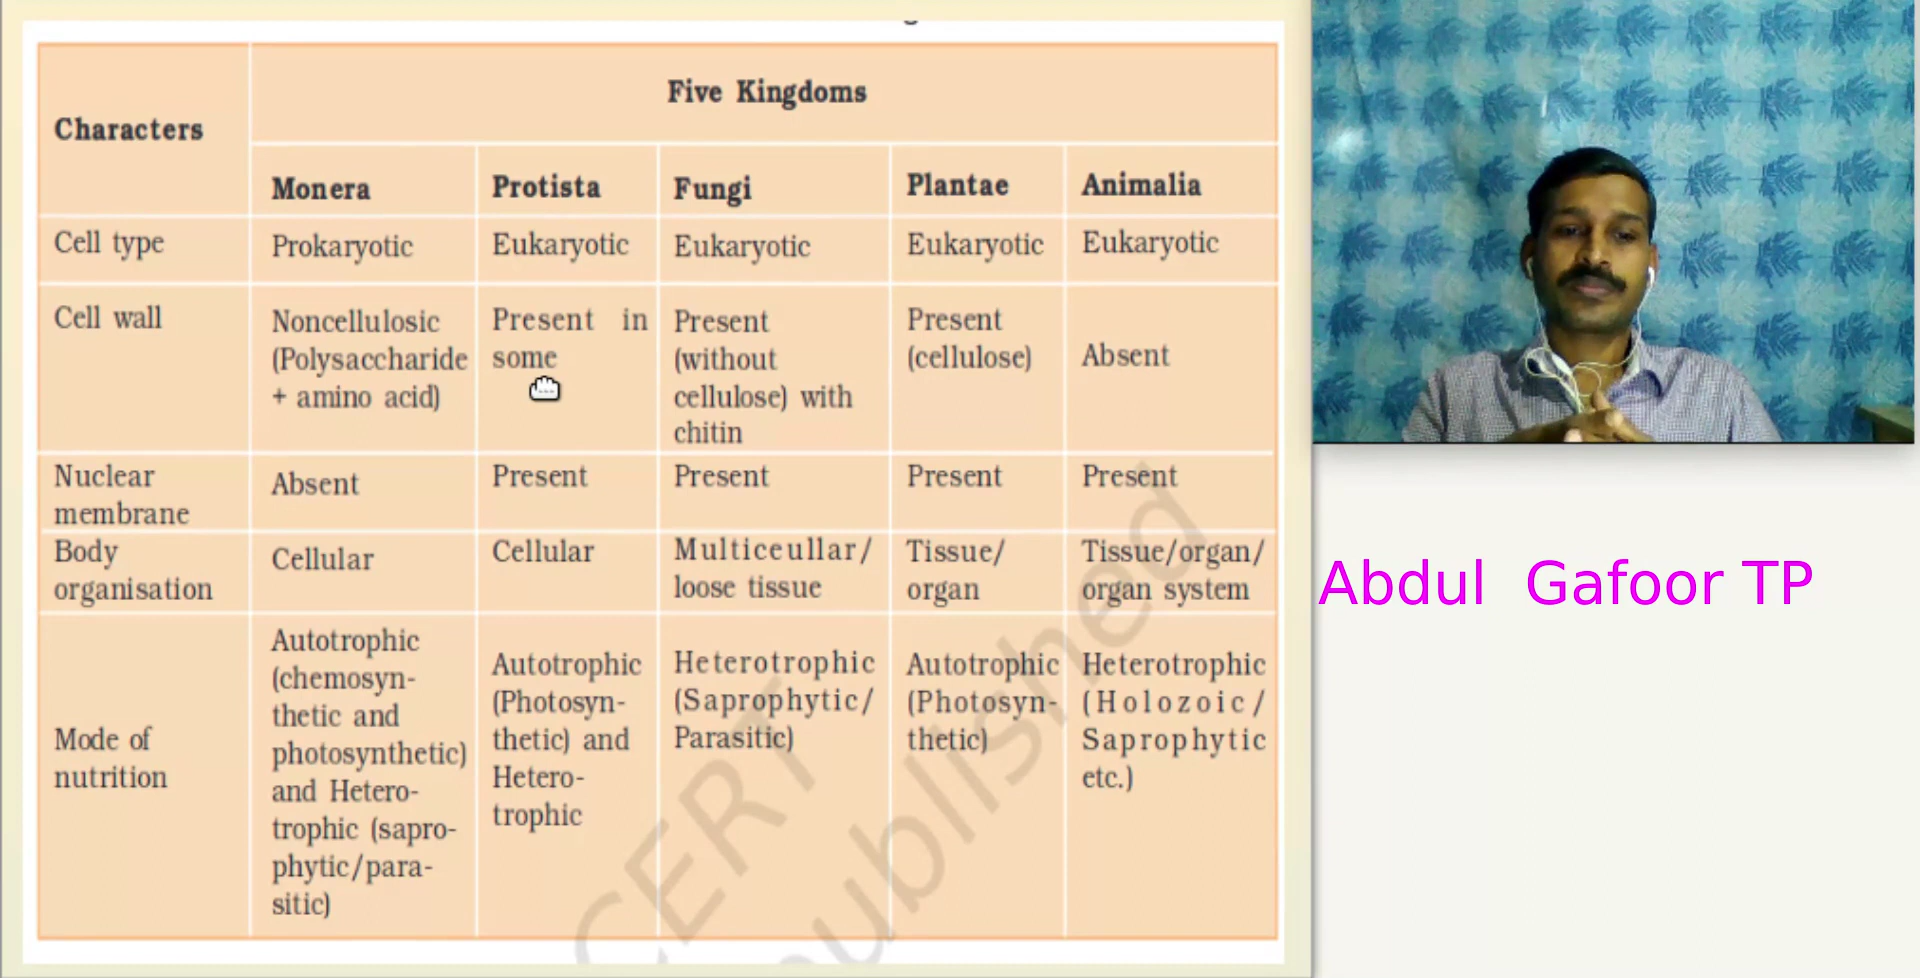 Five Kingdoms
Characters
Monera
Protista
Fungi
Plantae
Animalia
Cell type
Prokaryotic
Eukaryotic
Eukaryotic
Eukaryotic
Eukaryotic
Cell wall
Noncellulosic
(Polysaccharide
+ amino acid)
Present in
some
Present
(without
cellulose) with
chitin
Present
(cellulose)
Absent
Nuclear
membrane
Absent
Present
Present
Present
Present
Body
organisation
Cellular
Cellular
Multiceullar/
loose tissue
Tissue/
organ
Tissue/organ/
organ system
Mode of
nutrition
Autotrophic
(chemosyn-
thetic and
photosynthetic)
and Hetero-
trophic (sapro-
phytic/para-
sitic)
Autotrophic
(Photosyn-
thetic) and
Hetero-
trophic
Heterotrophic
(Saprophytic/
Parasitic)
Autotrophic
(Photosyn-
thetic)
Heterotrophic
(Holozoic/
Saprophytic
etc.)
CERT
published
Abdul Gafoor TP